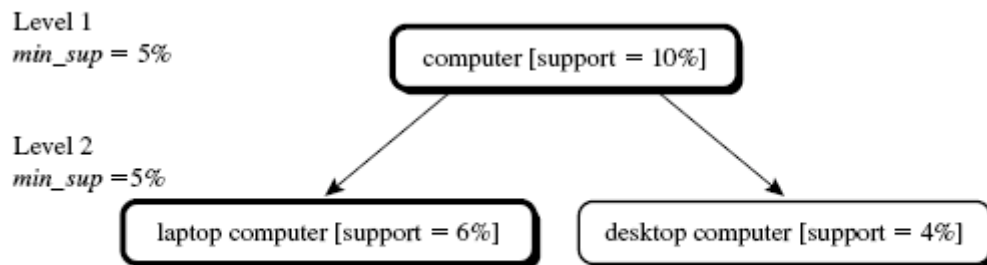 Level 1
min_sup = 5%
computer [support = 10%]
Level 2
min_sup =5%
laptop computer [support = 6%]
desktop computer [support = 4%]